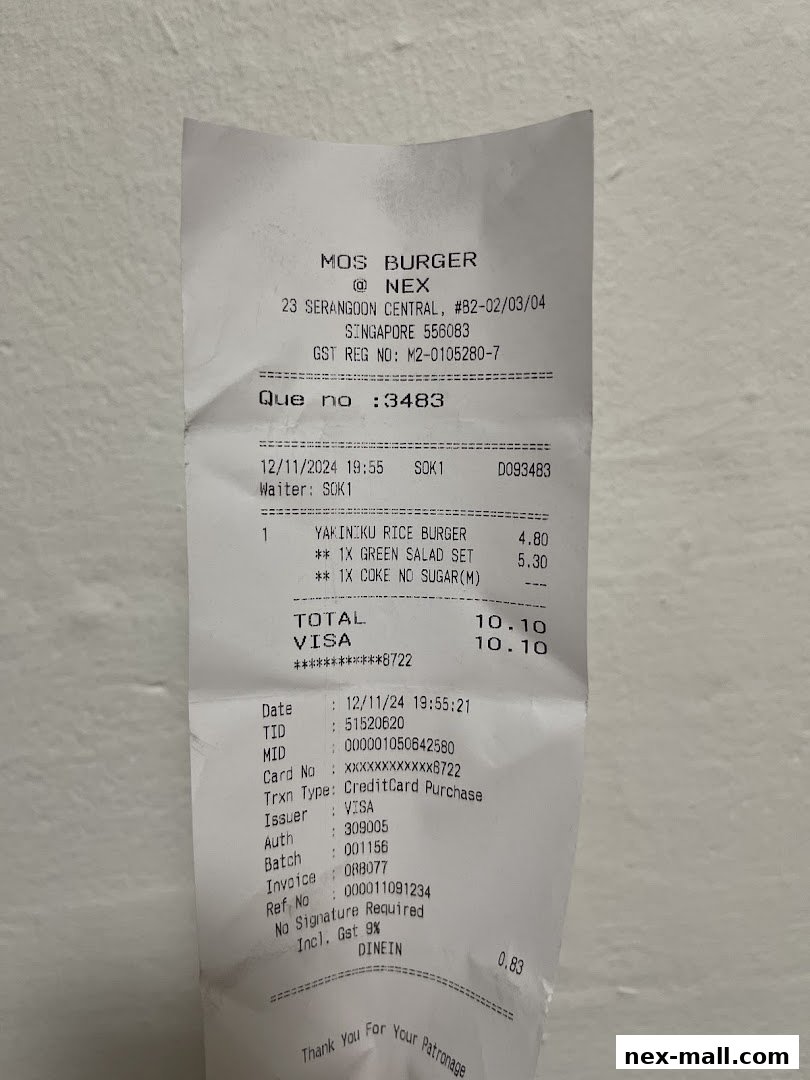 MOS BURGER
@ NEX
23 SERANGOON CENTRAL, #B2-02/03/04
SINGAPORE 556083
GST REG NO: M2-0105280-7
Que no :3483
12/11/2024 19:55 SOK1 D093483
Waiter: SOK1
1 YAKINIKU RICE BURGER 4.80
** 1X GREEN SALAD SET 5.30
** 1X COKE NO SUGAR(M) ---
TOTAL 10.10
VISA 10.10
************8722
Date : 12/11/24 19:55:21
TID : 51520620
MID : 000001050642580
Card No : xxxxxxxxxxxx8722
Trxn Type: CreditCard Purchase
Issuer : VISA
Auth : 309005
Batch : 001156
Invoice : 088077
Ref.No : 000011091234
No Signature Required
Incl. Gst 9% 0.83
DINEIN
Thank You For Your Patronage
nex-mall.com